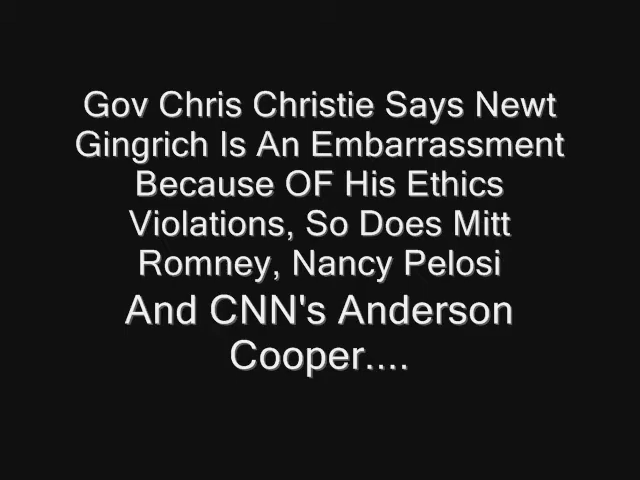 Gov Chris Christie Says Newt
Gingrich Is An Embarrassment
Because OF His Ethics
Violations, So Does Mitt
Romney, Nancy Pelosi
And CNN's Anderson
Cooper....